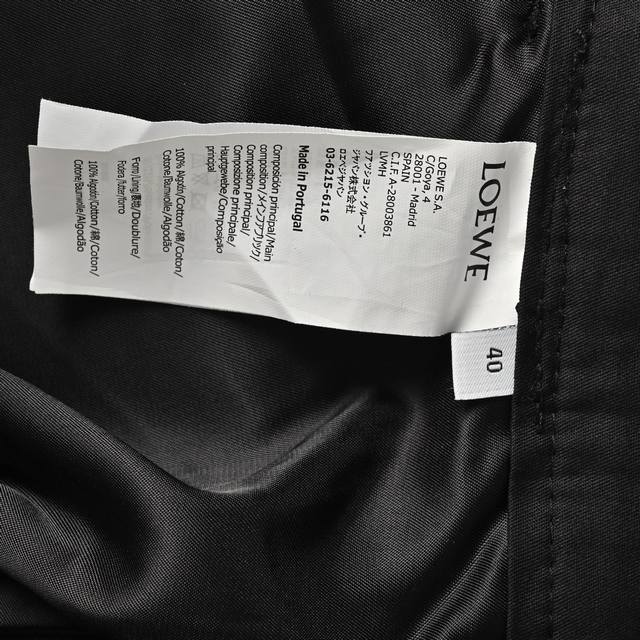 LOEWE
LOEWE S.A.
C/Goya, 4
28001 - Madrid
SPAIN
C.I.F. A-28003861
LVMH
フアッション・グループ・
ジャパン株式会社
ロエベジャパン
03-6215-6116
Made in Portugal
Composición principal/Main
composition/メインファブリック/
Composizione principale/
Composition principal/
Hauptgewebe/Composição
principal
100% Algodón/Cotton/綿/Coton/
Cotone/Baumwolle/Algodão
Forro/Lining/裏地/Doublure/
Fodera/Futter/forro
100% Algodón/Cotton/綿/Coton/
Cotone/Baumwolle/Algodão
40